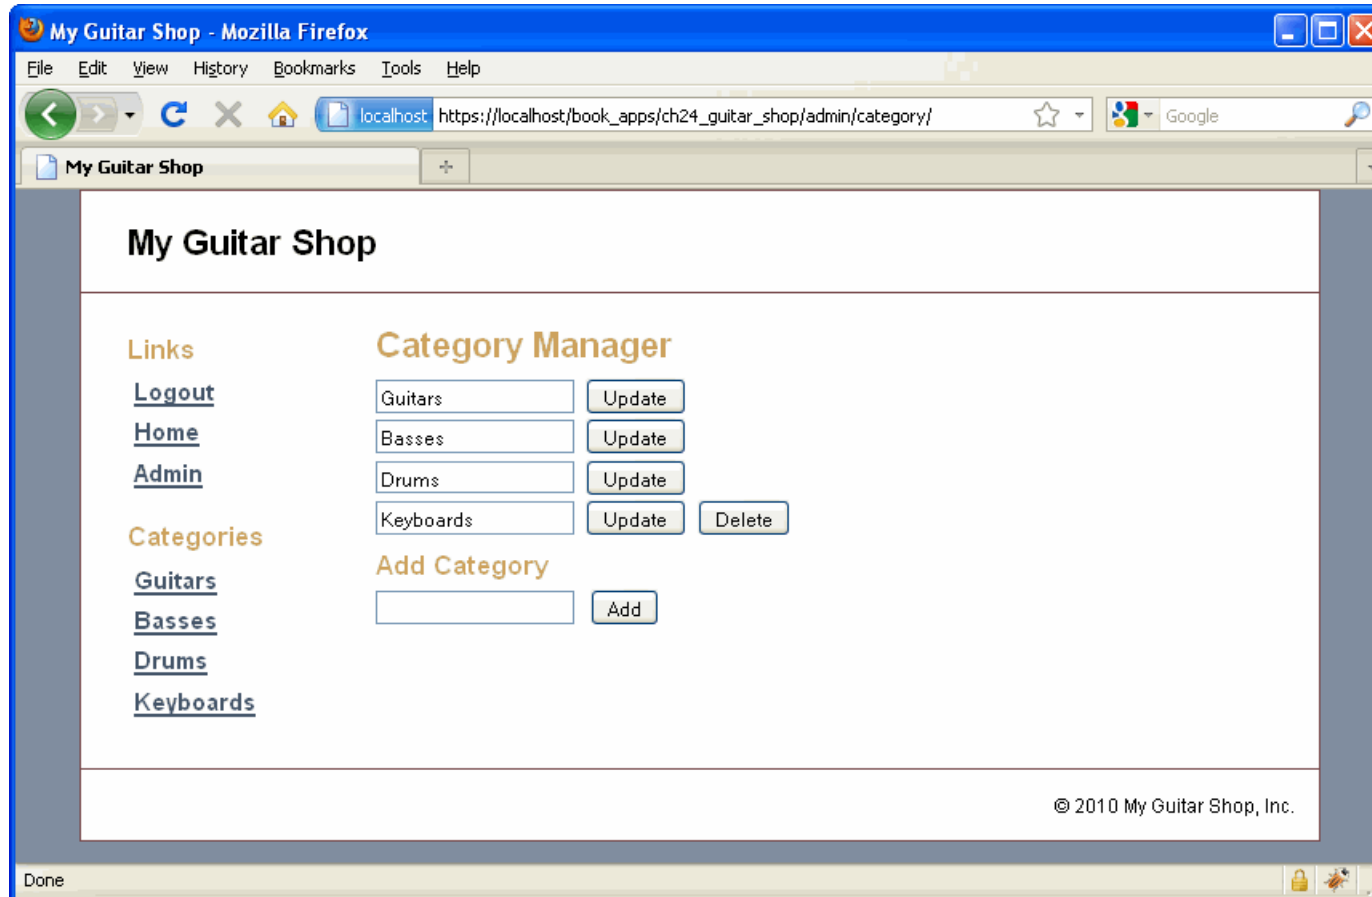 My Guitar Shop - Mozilla Firefox
File Edit View History Bookmarks Tools Help
localhost https://localhost/book_apps/ch24_guitar_shop/admin/category/ Google
My Guitar Shop
My Guitar Shop
Links
Logout
Home
Admin
Categories
Guitars
Basses
Drums
Keyboards
Category Manager
Guitars Update
Basses Update
Drums Update
Keyboards Update Delete
Add Category
Add
© 2010 My Guitar Shop, Inc.
Done